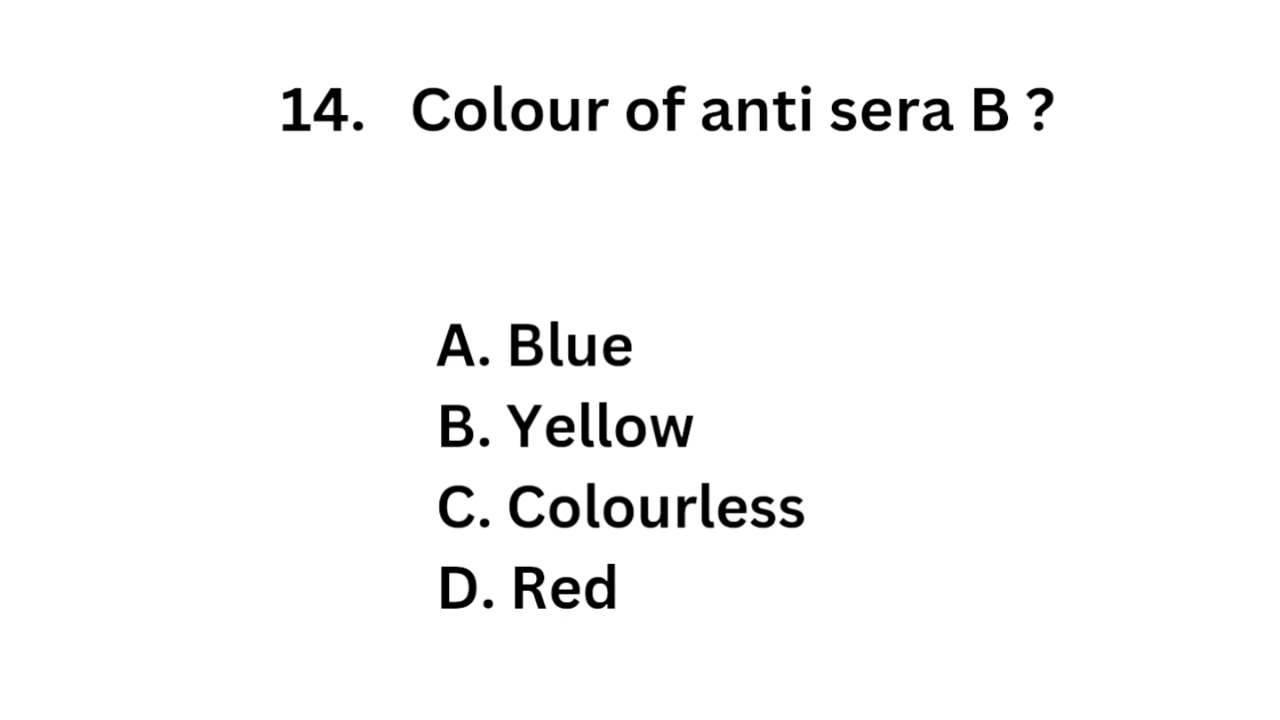 14. Colour of anti sera B ?
A. Blue
B. Yellow
C. Colourless
D. Red